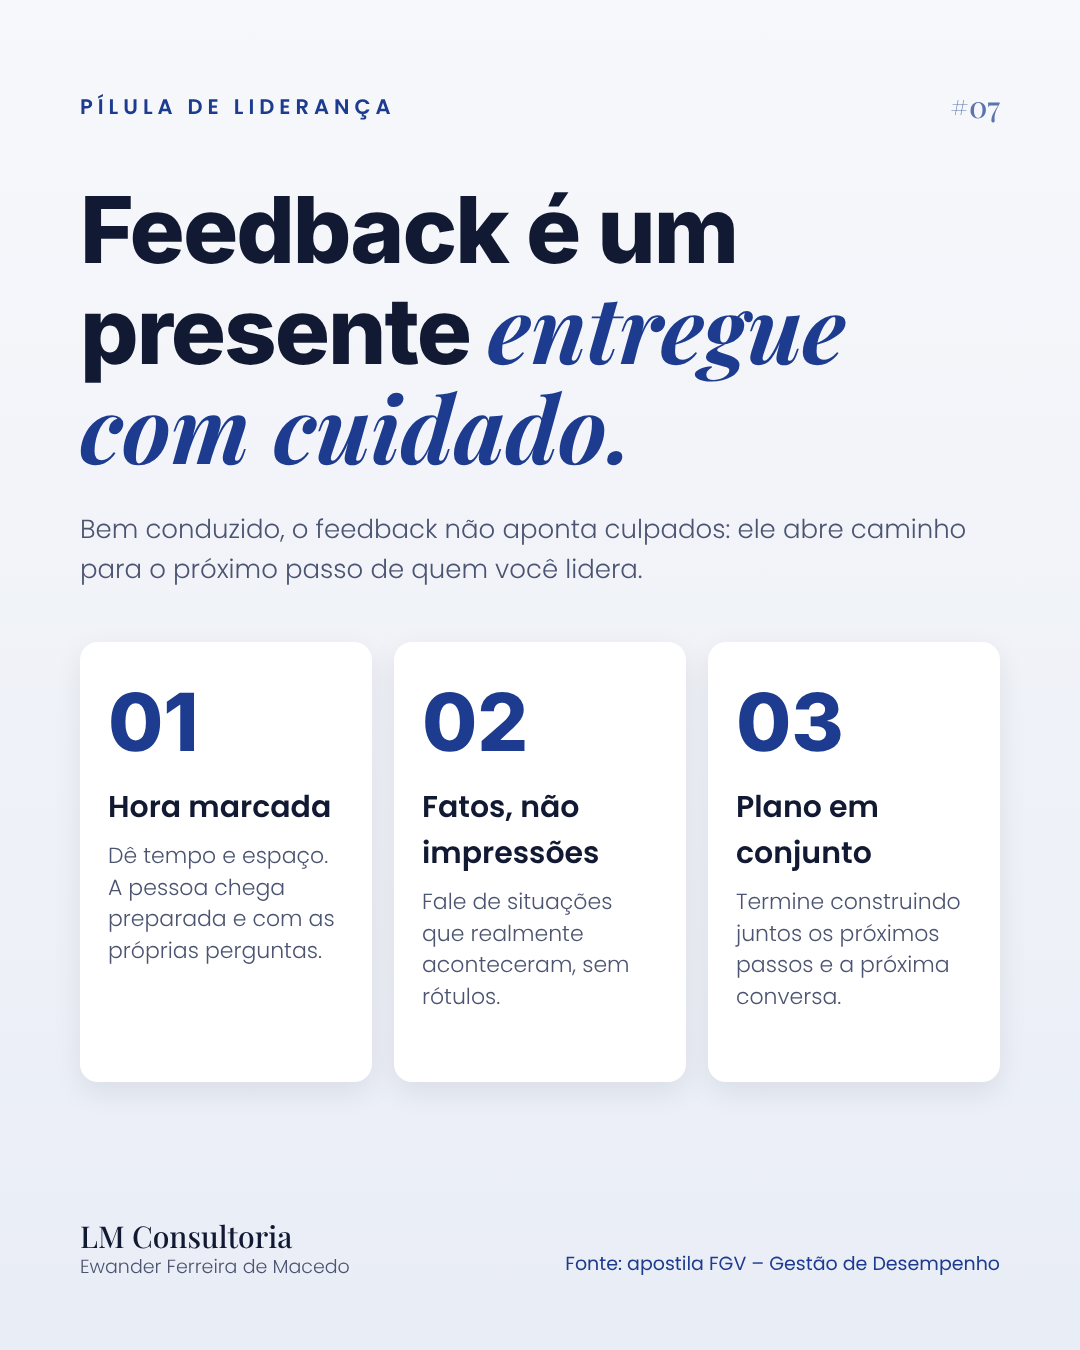 PÍLULA DE LIDERANÇA
#07
Feedback é um
presente entregue
com cuidado.
Bem conduzido, o feedback não aponta culpados: ele abre caminho
para o próximo passo de quem você lidera.
01
Hora marcada
Dê tempo e espaço.
A pessoa chega
preparada e com as
próprias perguntas.
02
Fatos, não
impressões
Fale de situações
que realmente
aconteceram, sem
rótulos.
03
Plano em
conjunto
Termine construindo
juntos os próximos
passos e a próxima
conversa.
LM Consultoria
Ewander Ferreira de Macedo
Fonte: apostila FGV – Gestão de Desempenho